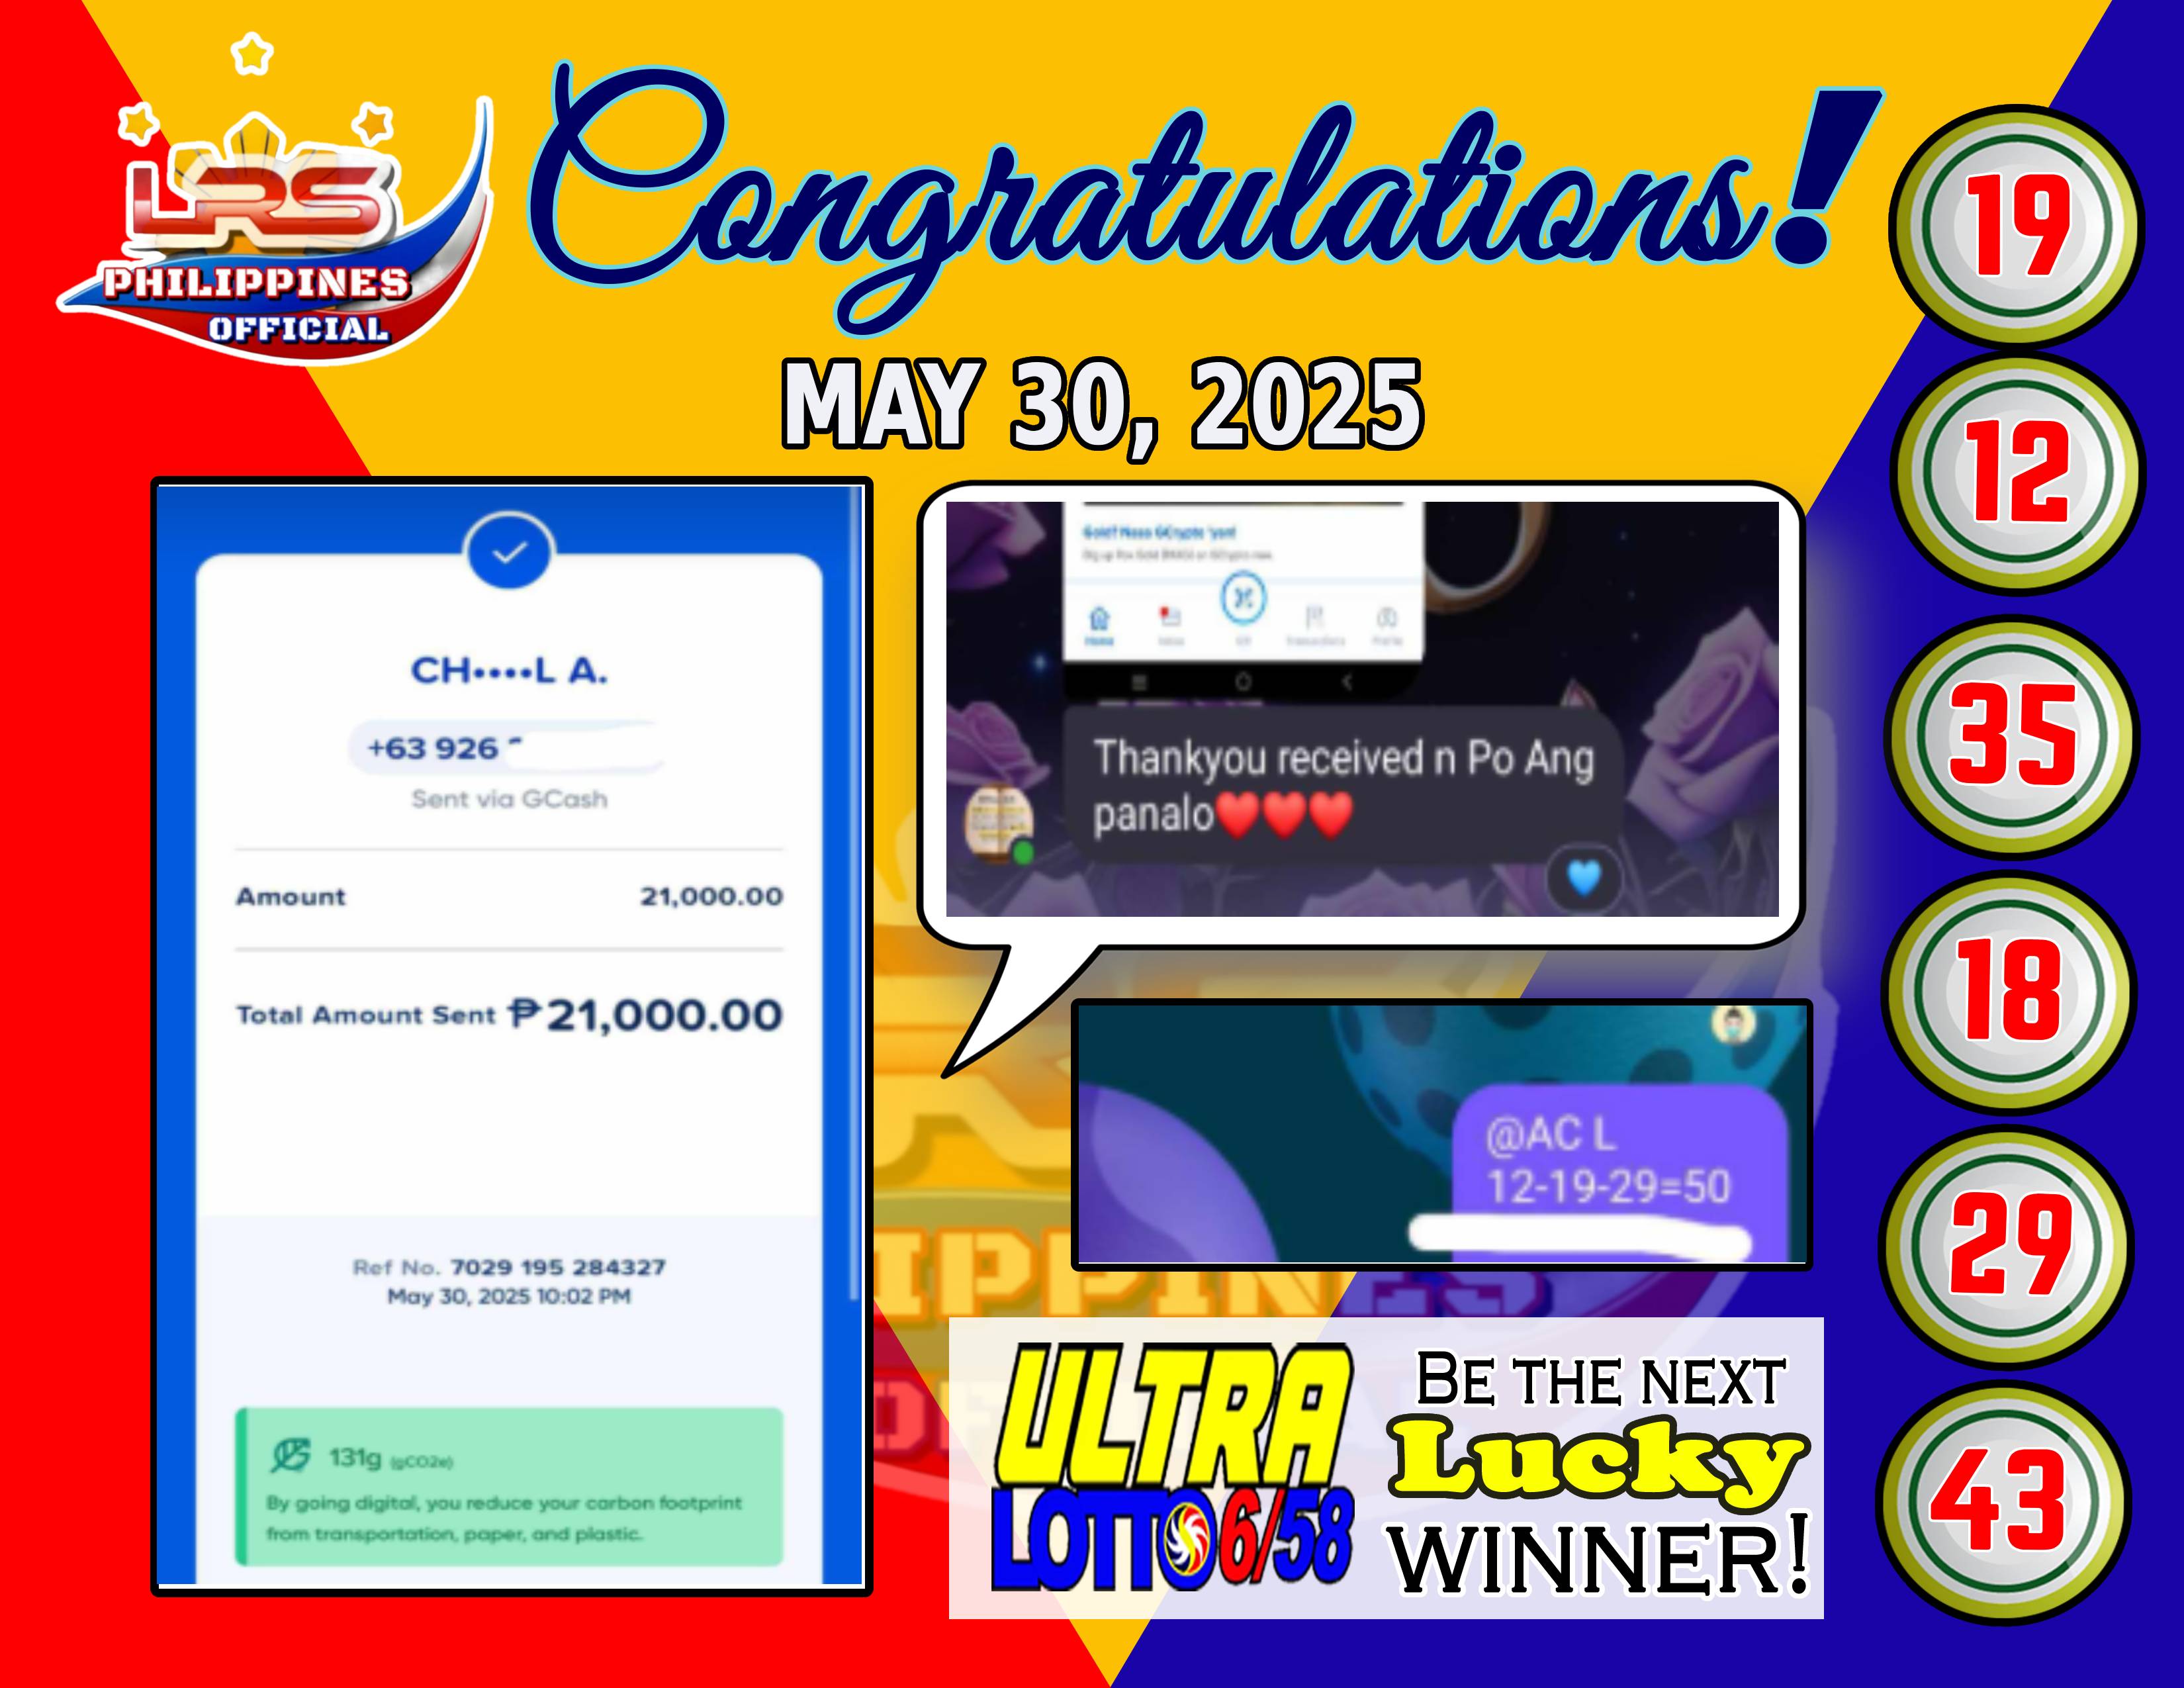 LRS
PHILIPPINES
OFFICIAL
Congratulations!
MAY 30, 2025
CH••••L A.
+63 926
Sent via GCash
Amount 21,000.00
Total Amount Sent ₱21,000.00
Ref No. 7029 195 284327
May 30, 2025 10:02 PM
131g (gCO2e)
By going digital, you reduce your carbon footprint
from transportation, paper, and plastic.
Home
Thankyou received n Po Ang
panalo❤️❤️❤️
@AC L
12-19-29=50
ULTRA
LOTTO 6/58
BE THE NEXT
Lucky
WINNER!
19
12
35
18
29
43